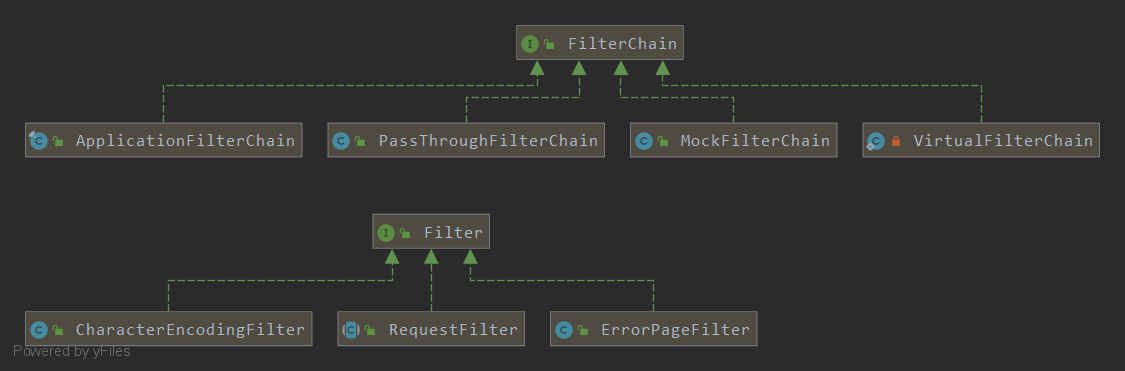 FilterChain
ApplicationFilterChain
PassThroughFilterChain
MockFilterChain
VirtualFilterChain
Filter
CharacterEncodingFilter
RequestFilter
ErrorPageFilter
Powered by yFiles